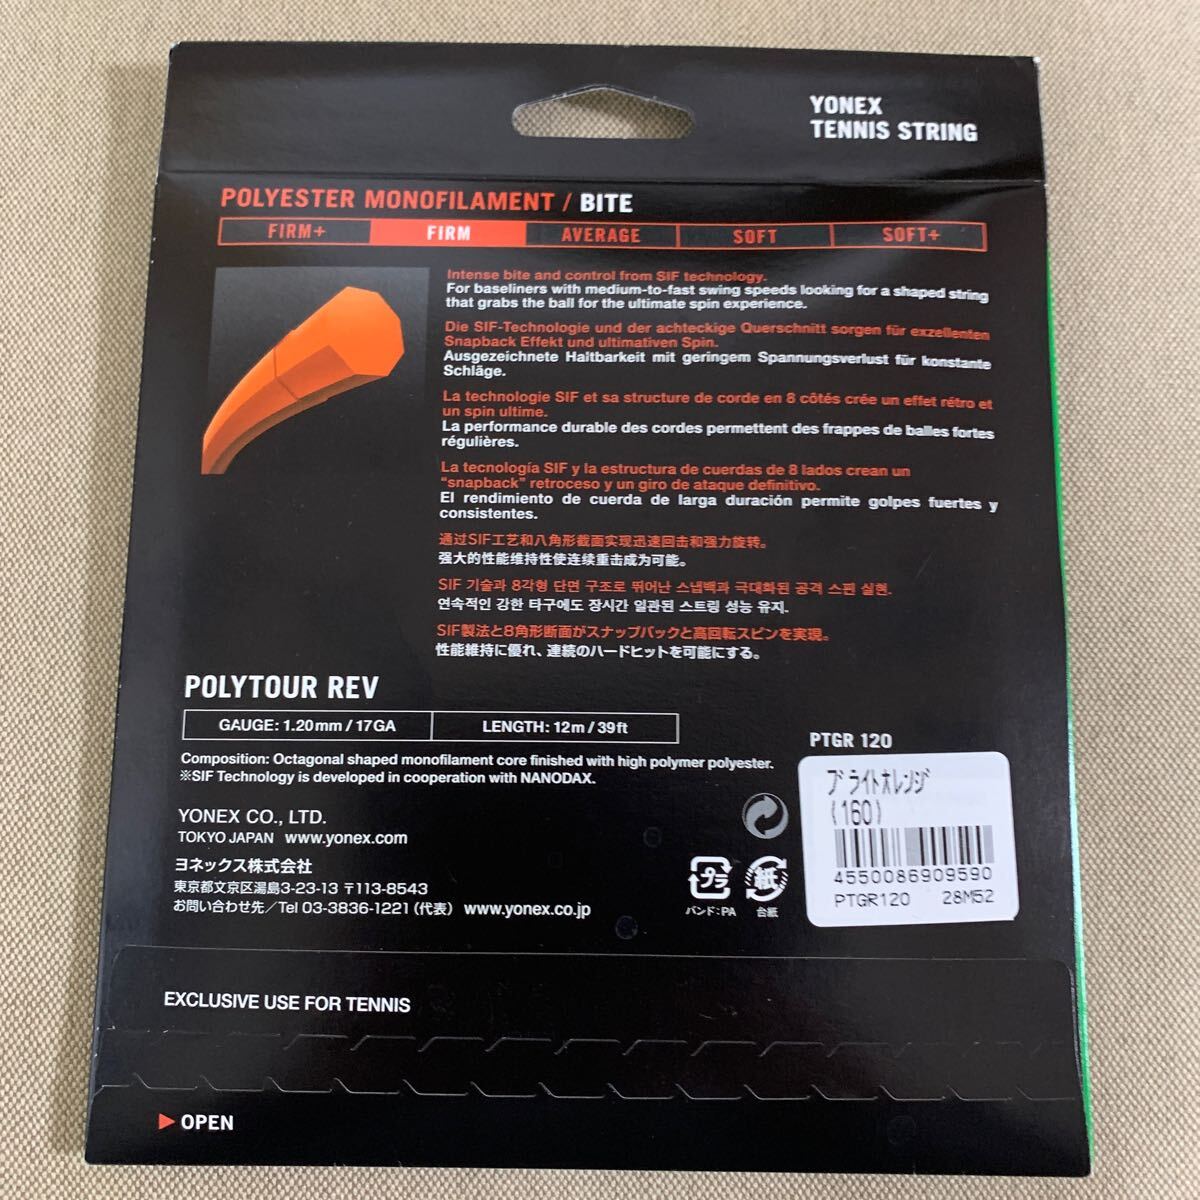 YONEX
TENNIS STRING
POLYESTER MONOFILAMENT / BITE
FIRM+ FIRM AVERAGE SOFT SOFT+
Intense bite and control from SIF technology.
For baseliners with medium-to-fast swing speeds looking for a shaped string
that grabs the ball for the ultimate spin experience.
Die SIF-Technologie und der achteckige Querschnitt sorgen für exzellenten
Snapback Effekt und ultimativen Spin.
Ausgezeichnete Haltbarkeit mit geringem Spannungsverlust für konstante
Schläge.
La technologie SIF et sa structure de corde en 8 côtés crée un effet rétro et
un spin ultime.
La performance durable des cordes permettent des frappes de balles fortes
régulières.
La tecnología SIF y la estructura de cuerdas de 8 lados crean un
"snapback" retroceso y un giro de ataque definitivo.
El rendimiento de cuerda de larga duración permite golpes fuertes y
consistentes.
通过SIF工艺和八角形截面实现迅速回击和强力旋转。
强大的性能维持性使连续重击成为可能。
SIF 기술과 8각형 단면 구조로 뛰어난 스냅백과 극대화된 공격 스핀 실현.
연속적인 강한 타구에도 장시간 일관된 스트링 성능 유지.
SIF製法と8角形断面がスナップバックと高回転スピンを実現。
性能維持に優れ、連続のハードヒットを可能にする。
POLYTOUR REV
GAUGE: 1.20mm / 17GA LENGTH: 12m / 39ft
PTGR 120
Composition: Octagonal shaped monofilament core finished with high polymer polyester.
※SIF Technology is developed in cooperation with NANODAX.
YONEX CO., LTD.
TOKYO JAPAN www.yonex.com
ヨネックス株式会社
東京都文京区湯島3-23-13 〒113-8543
お問い合わせ先／Tel 03-3836-1221 (代表) www.yonex.co.jp
プラ 紙
バンド:PA 台紙
ﾌﾞﾗｲﾄｵﾚﾝｼﾞ
(160)
4550086909590
PTGR120 28M52
EXCLUSIVE USE FOR TENNIS
OPEN